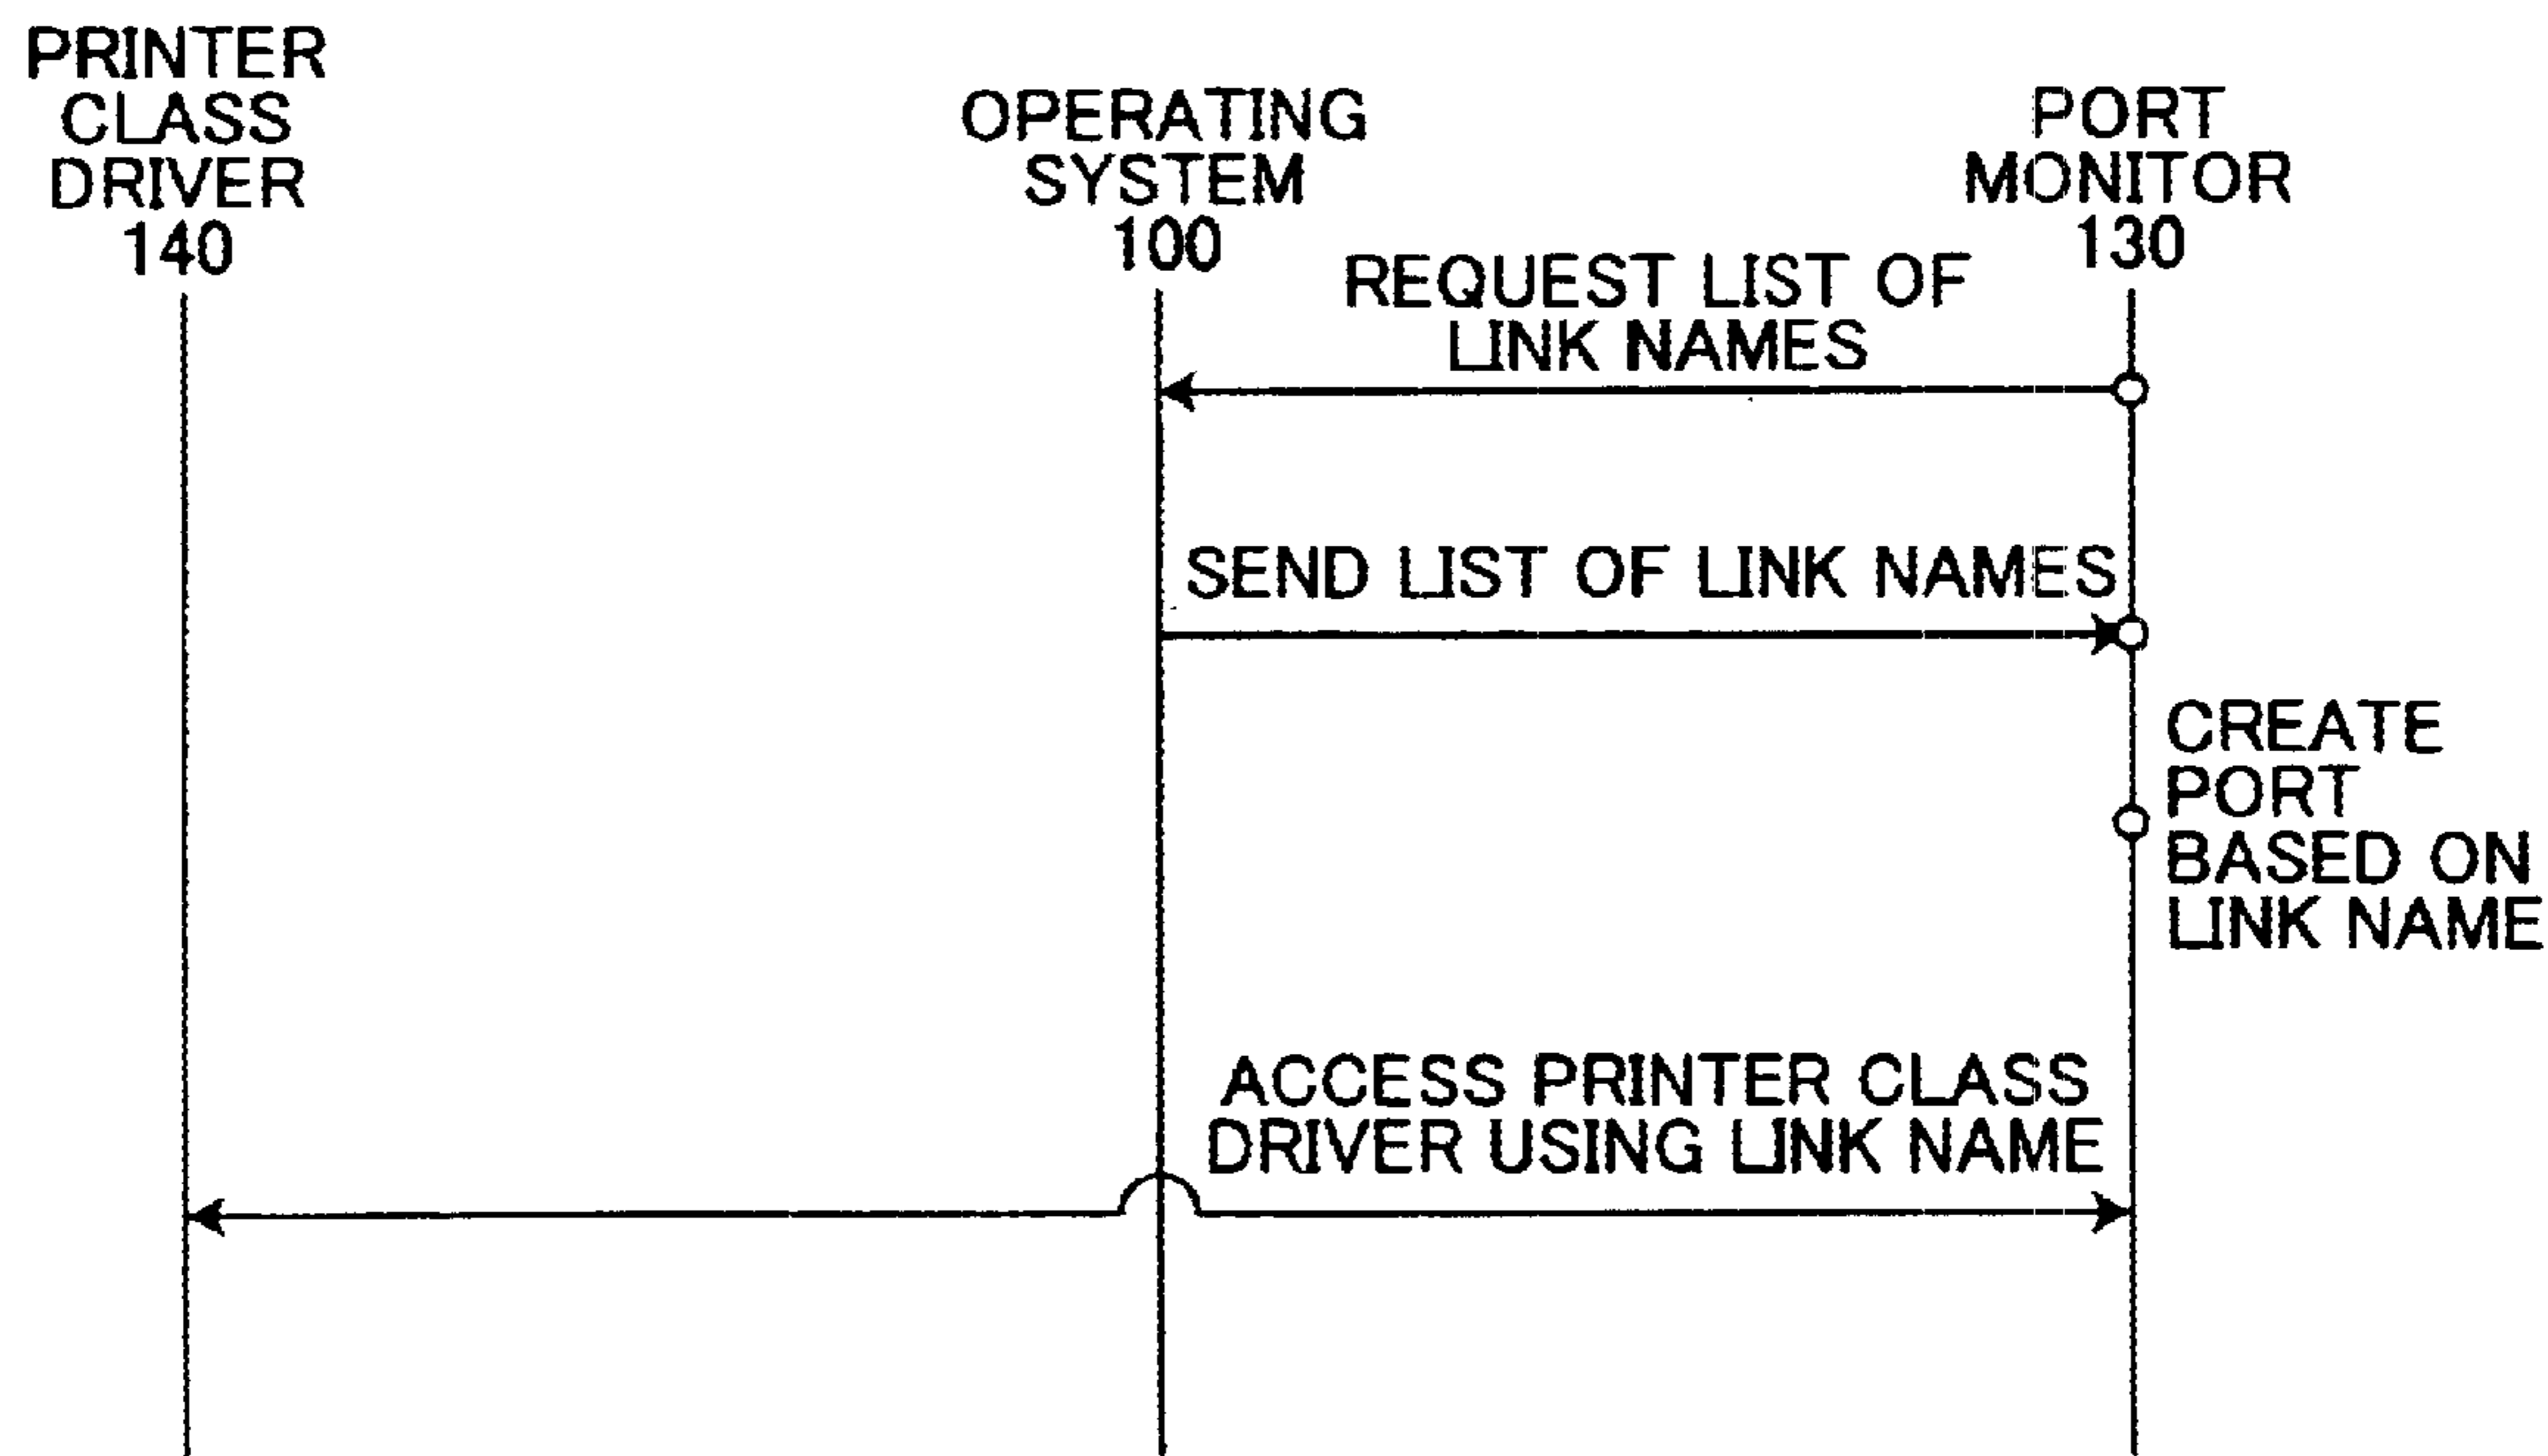 PRINTER
CLASS
DRIVER
140
OPERATING
SYSTEM
100
PORT
MONITOR
130
REQUEST LIST OF
LINK NAMES
SEND LIST OF LINK NAMES
CREATE
PORT
BASED ON
LINK NAME
ACCESS PRINTER CLASS
DRIVER USING LINK NAME